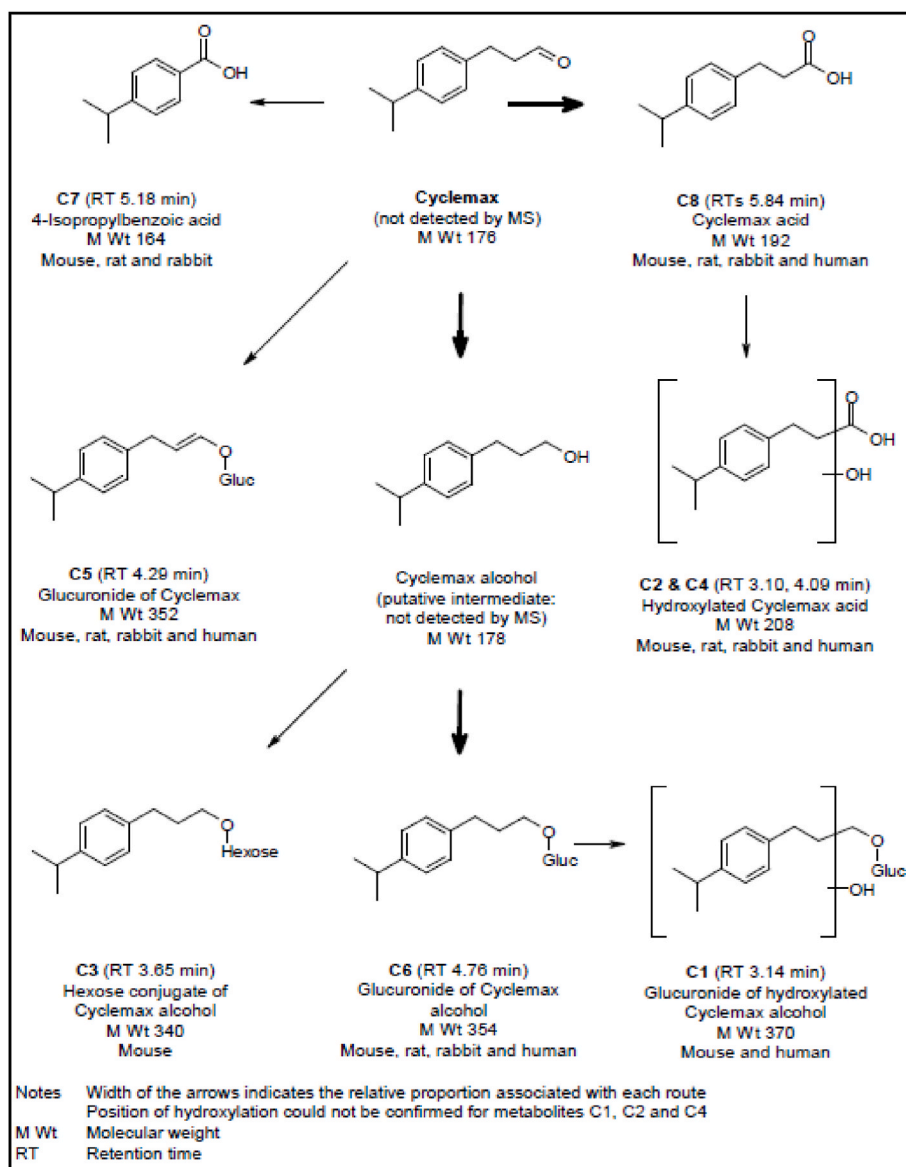 O
OH
O
O
OH
C7 (RT 5.18 min)
4-Isopropylbenzoic acid
M Wt 164
Mouse, rat and rabbit
Cyclemax
(not detected by MS)
M Wt 176
C8 (RTs 5.84 min)
Cyclemax acid
M Wt 192
Mouse, rat, rabbit and human
O
Gluc
OH
O
OH
OH
C5 (RT 4.29 min)
Glucuronide of Cyclemax
M Wt 352
Mouse, rat, rabbit and human
Cyclemax alcohol
(putative intermediate:
not detected by MS)
M Wt 178
C2 & C4 (RT 3.10, 4.09 min)
Hydroxylated Cyclemax acid
M Wt 208
Mouse, rat, rabbit and human
O
Hexose
O
Gluc
O
Gluc
OH
C3 (RT 3.65 min)
Hexose conjugate of
Cyclemax alcohol
M Wt 340
Mouse
C6 (RT 4.76 min)
Glucuronide of Cyclemax
alcohol
M Wt 354
Mouse, rat, rabbit and human
C1 (RT 3.14 min)
Glucuronide of hydroxylated
Cyclemax alcohol
M Wt 370
Mouse and human
Notes Width of the arrows indicates the relative proportion associated with each route
Position of hydroxylation could not be confirmed for metabolites C1, C2 and C4
M Wt Molecular weight
RT Retention time